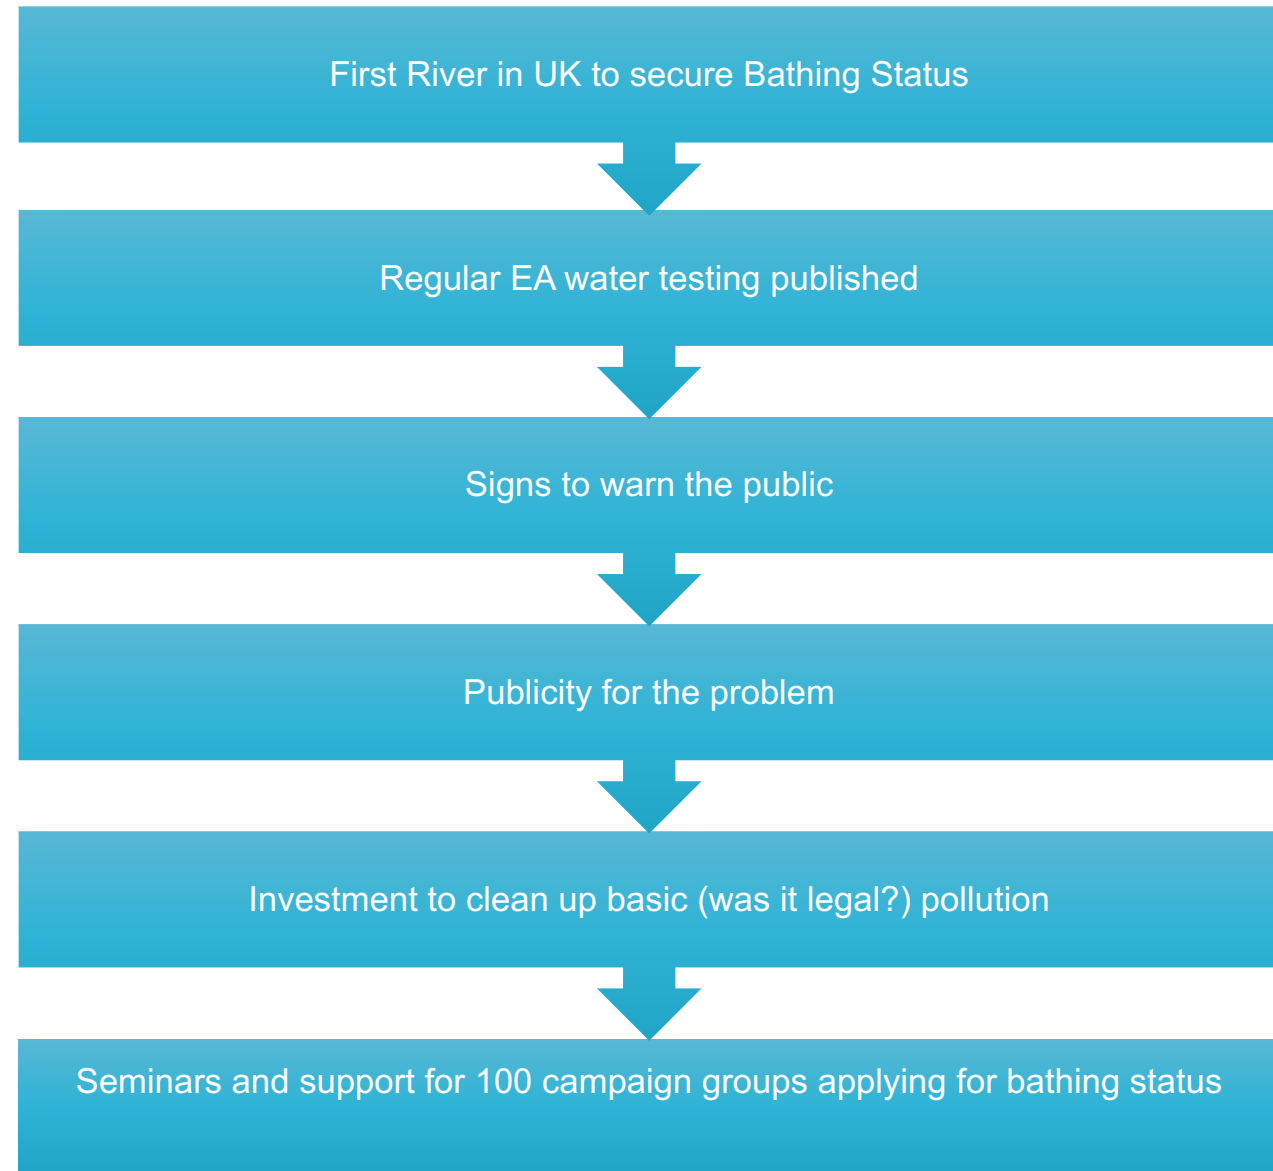 First River in UK to secure Bathing Status
Regular EA water testing published
Signs to warn the public
Publicity for the problem
Investment to clean up basic (was it legal?) pollution
Seminars and support for 100 campaign groups applying for bathing status